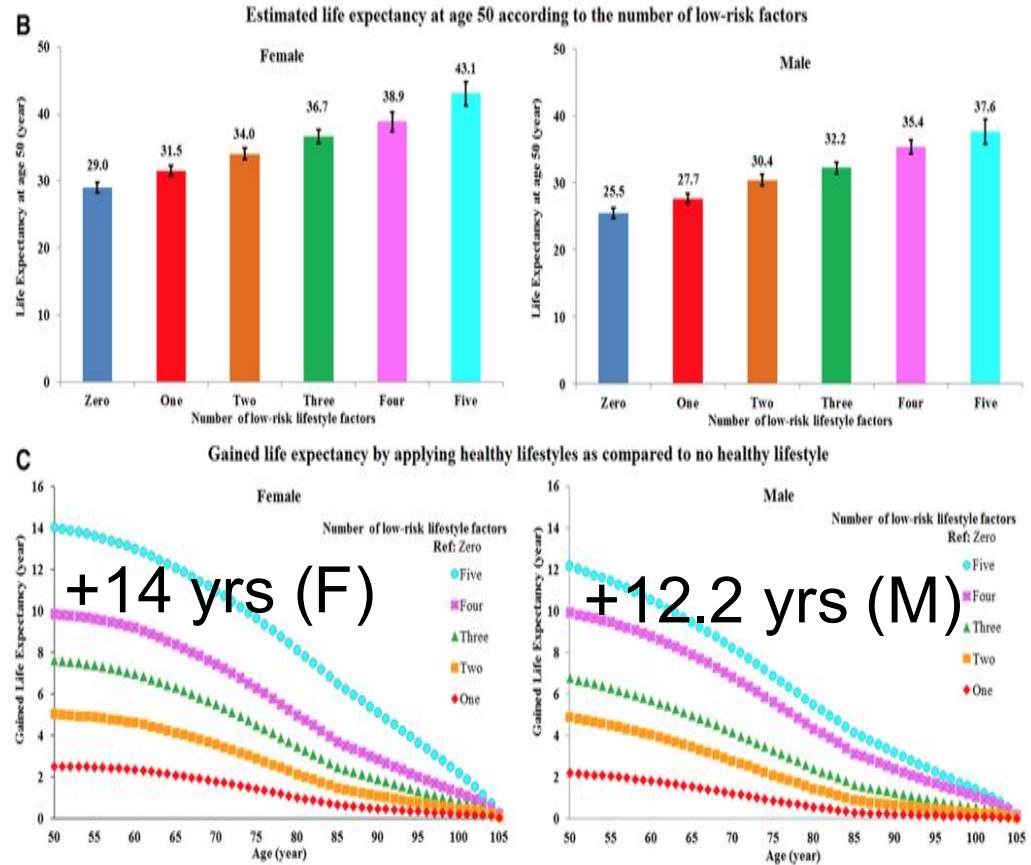 B
Estimated life expectancy at age 50 according to the number of low-risk factors
Female
Life Expectancy at age 50 (year)
50
40
30
20
10
0
29.0
31.5
34.0
36.7
38.9
43.1
Zero One Two Three Four Five
Number of low-risk lifestyle factors
Male
Life Expectancy at age 50 (year)
50
40
30
20
10
0
25.5
27.7
30.4
32.2
35.4
37.6
Zero One Two Three Four Five
Number of low-risk lifestyle factors
C
Gained life expectancy by applying healthy lifestyles as compared to no healthy lifestyle
Female
Gained Life Expectancy (year)
16
14
12
10
8
6
4
2
0
Number of low-risk lifestyle factors
Ref: Zero
Five
Four
Three
Two
One
+14 yrs (F)
50 55 60 65 70 75 80 85 90 95 100 105
Age (year)
Male
Gained Life Expectancy (year)
16
14
12
10
8
6
4
2
0
Number of low-risk lifestyle factors
Ref: Zero
Five
Four
Three
Two
One
+12.2 yrs (M)
50 55 60 65 70 75 80 85 90 95 100 105
Age (year)